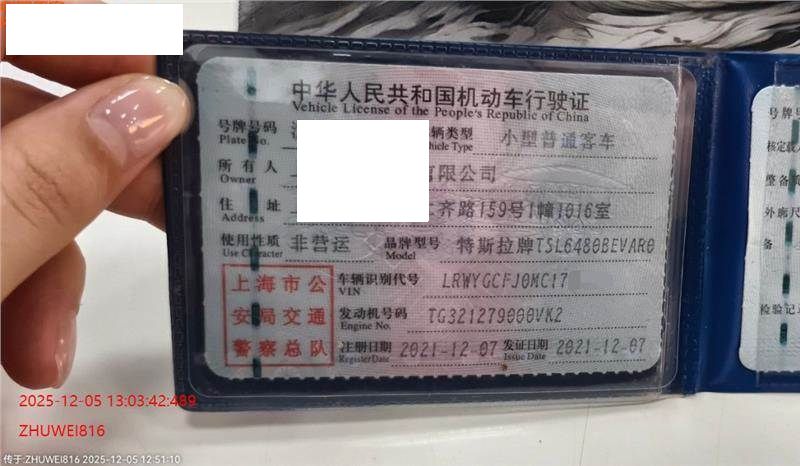 中华人民共和国机动车行驶证
Vehicle License of the People's Republic of China
号牌号码
Plate No.
辆类型 小型普通客车
hicle Type
所有人 有限公司
Owner
住址 齐路159号1幢1016室
Address
使用性质 非营运 品牌型号 特斯拉牌TSL6480BEVAR0
Use Character Model
上海市公 车辆识别代号 LRWYGCFJ0MC17
VIN
安局交通 发动机号码 TG321279000VK2
Engine No.
警察总队 注册日期 2021-12-07 发证日期 2021-12-07
Register Date Issue Date
号牌号
核定载
整备
外廓尺
备
检验记
2025-12-05 13:03:42:489
ZHUWEI816
传于:ZHUWEI816 2025-12-05 12:51:10